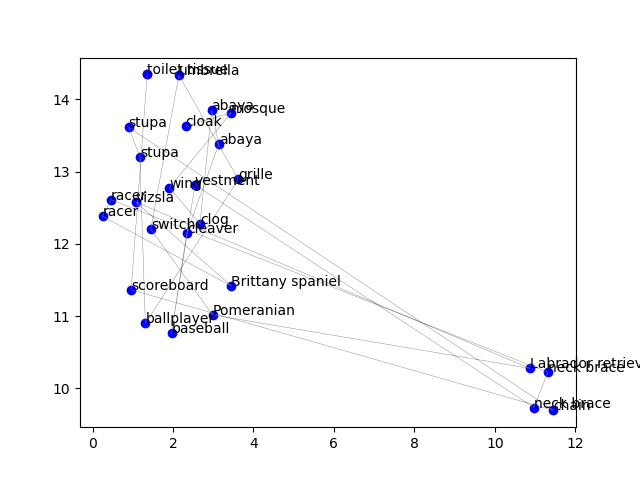 toilet tissue
umbrella
14
abaya
mosque
stupa
cloak
abaya
stupa
13
grille
wing
vestment
racer
vizsla
racer
clog
switch
cleaver
12
Brittany spaniel
scoreboard
Pomeranian
11
ballplayer
baseball
Labrador retriev
neck brace
10
neck brace
chain
0 2 4 6 8 10 12